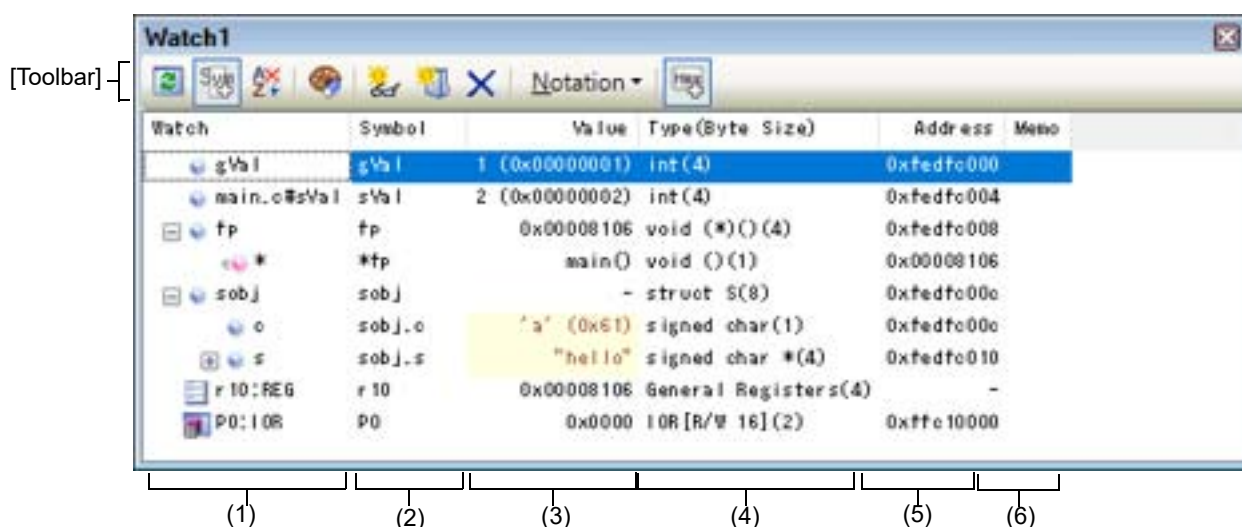 Watch1
[Toolbar]
Notation
Hex
Watch Symbol Value Type(Byte Size) Address Memo
gVal gVal 1 (0x00000001) int(4) 0xfedfc000
main.c#sVal sVal 2 (0x00000002) int(4) 0xfedfc004
fp fp 0x00008106 void (*)()(4) 0xfedfc008
* *fp main() void ()(1) 0x00008106
sobj sobj - struct S(8) 0xfedfc00c
c sobj.c 'a' (0x61) signed char(1) 0xfedfc00c
s sobj.s "hello" signed char *(4) 0xfedfc010
r10:REG r10 0x00008106 General Registers(4) -
P0:IOR P0 0x0000 IOR[R/W 16](2) 0xffc10000
(1) (2) (3) (4) (5) (6)